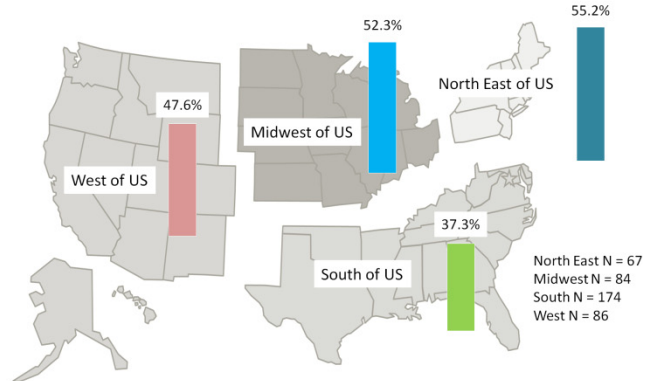 55.2%
52.3%
North East of US
47.6%
Midwest of US
West of US
37.3%
South of US
North East N = 67
Midwest N = 84
South N = 174
West N = 86